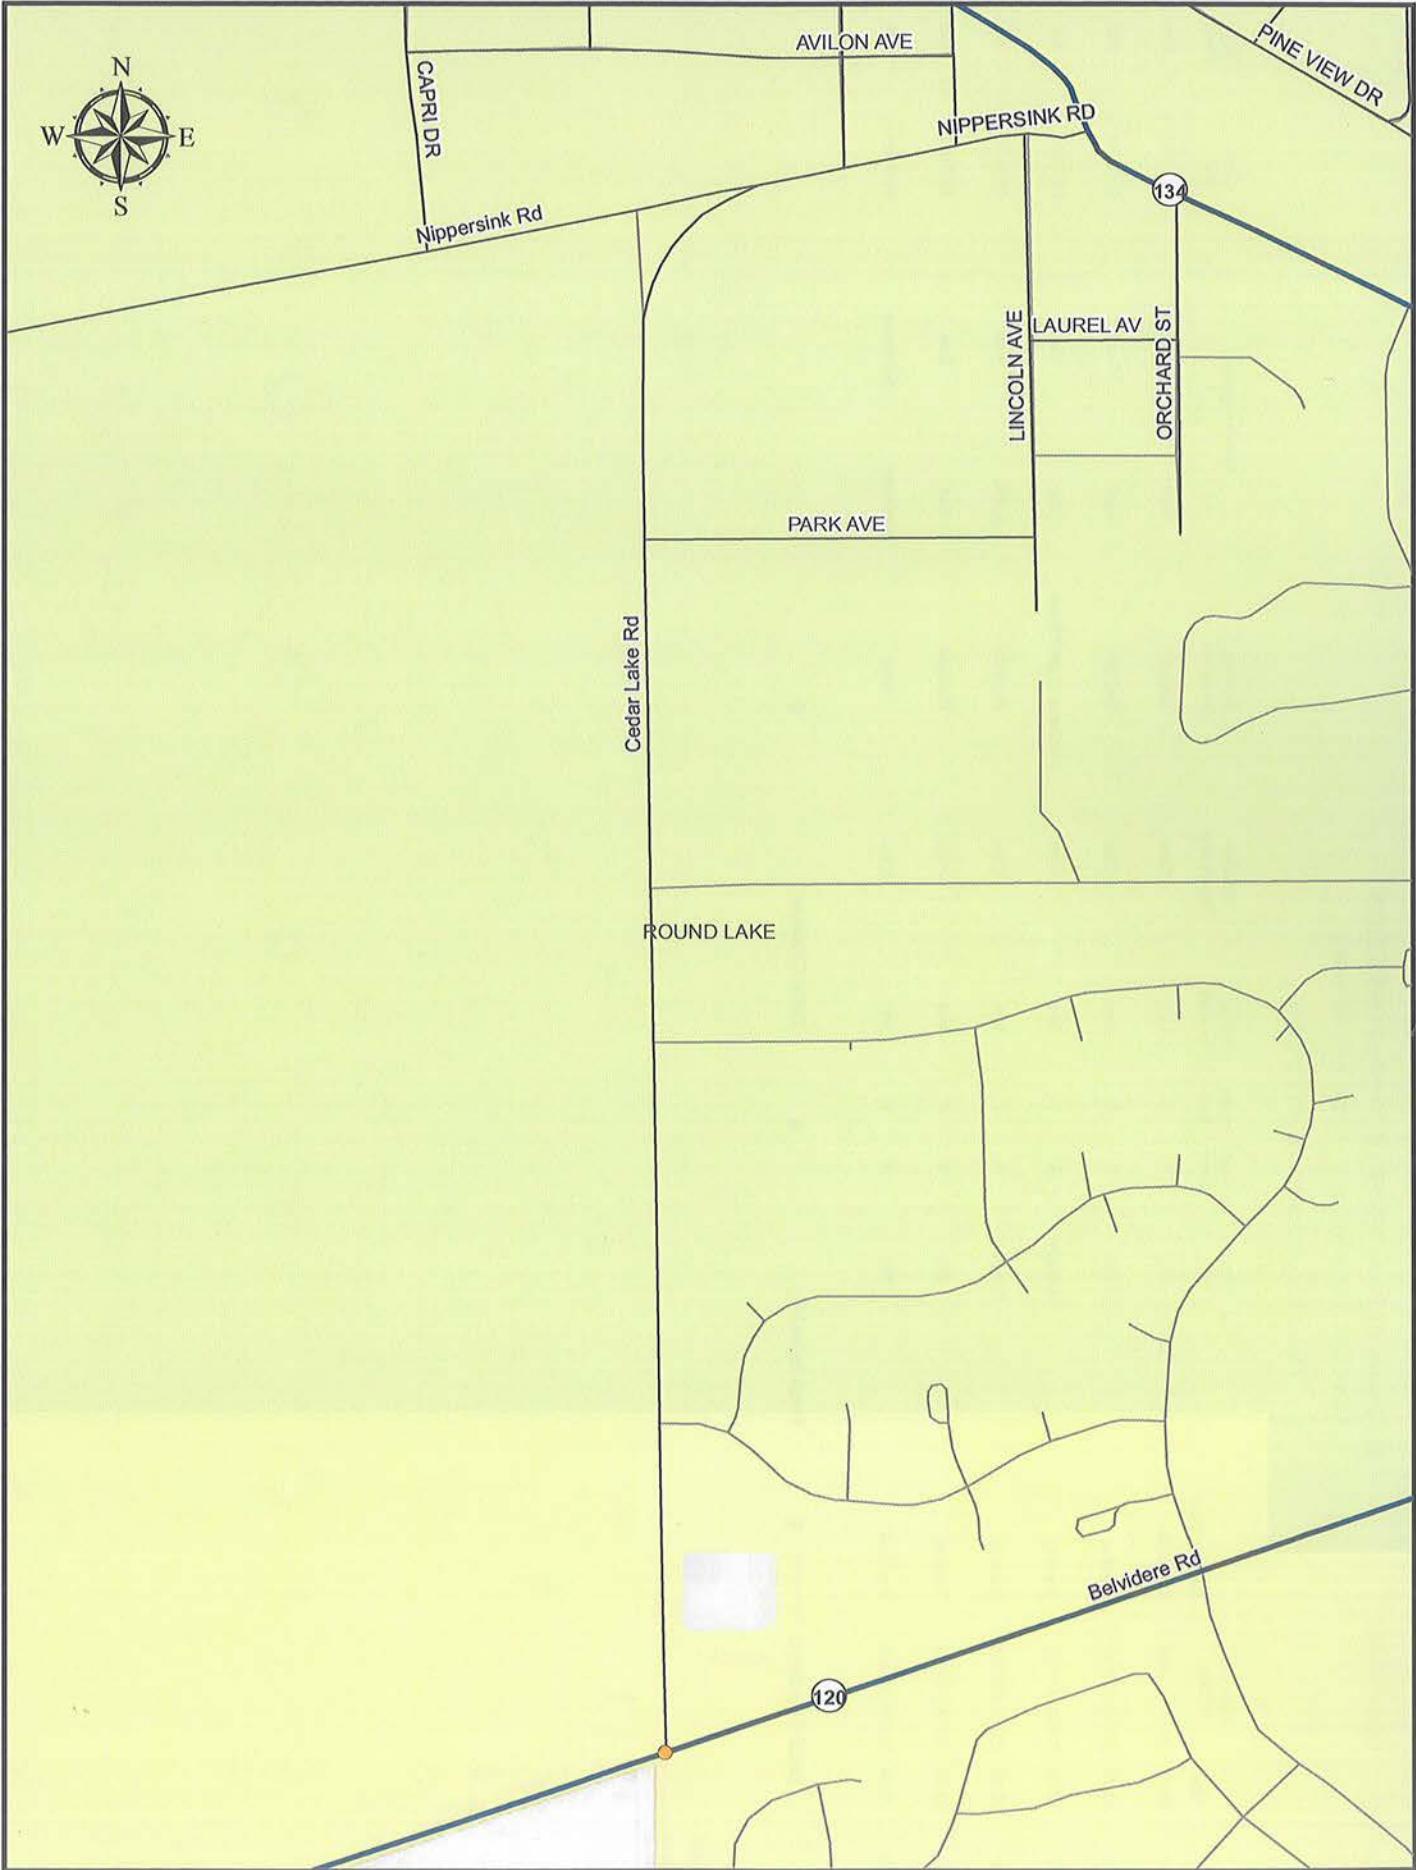 AVILON AVE
PINE VIEW DR
CAPRI DR
N
W E
S
NIPPERSINK RD
134
Nippersink Rd
LINCOLN AVE
LAUREL AV
ORCHARD ST
PARK AVE
Cedar Lake Rd
ROUND LAKE
Belvidere Rd
120